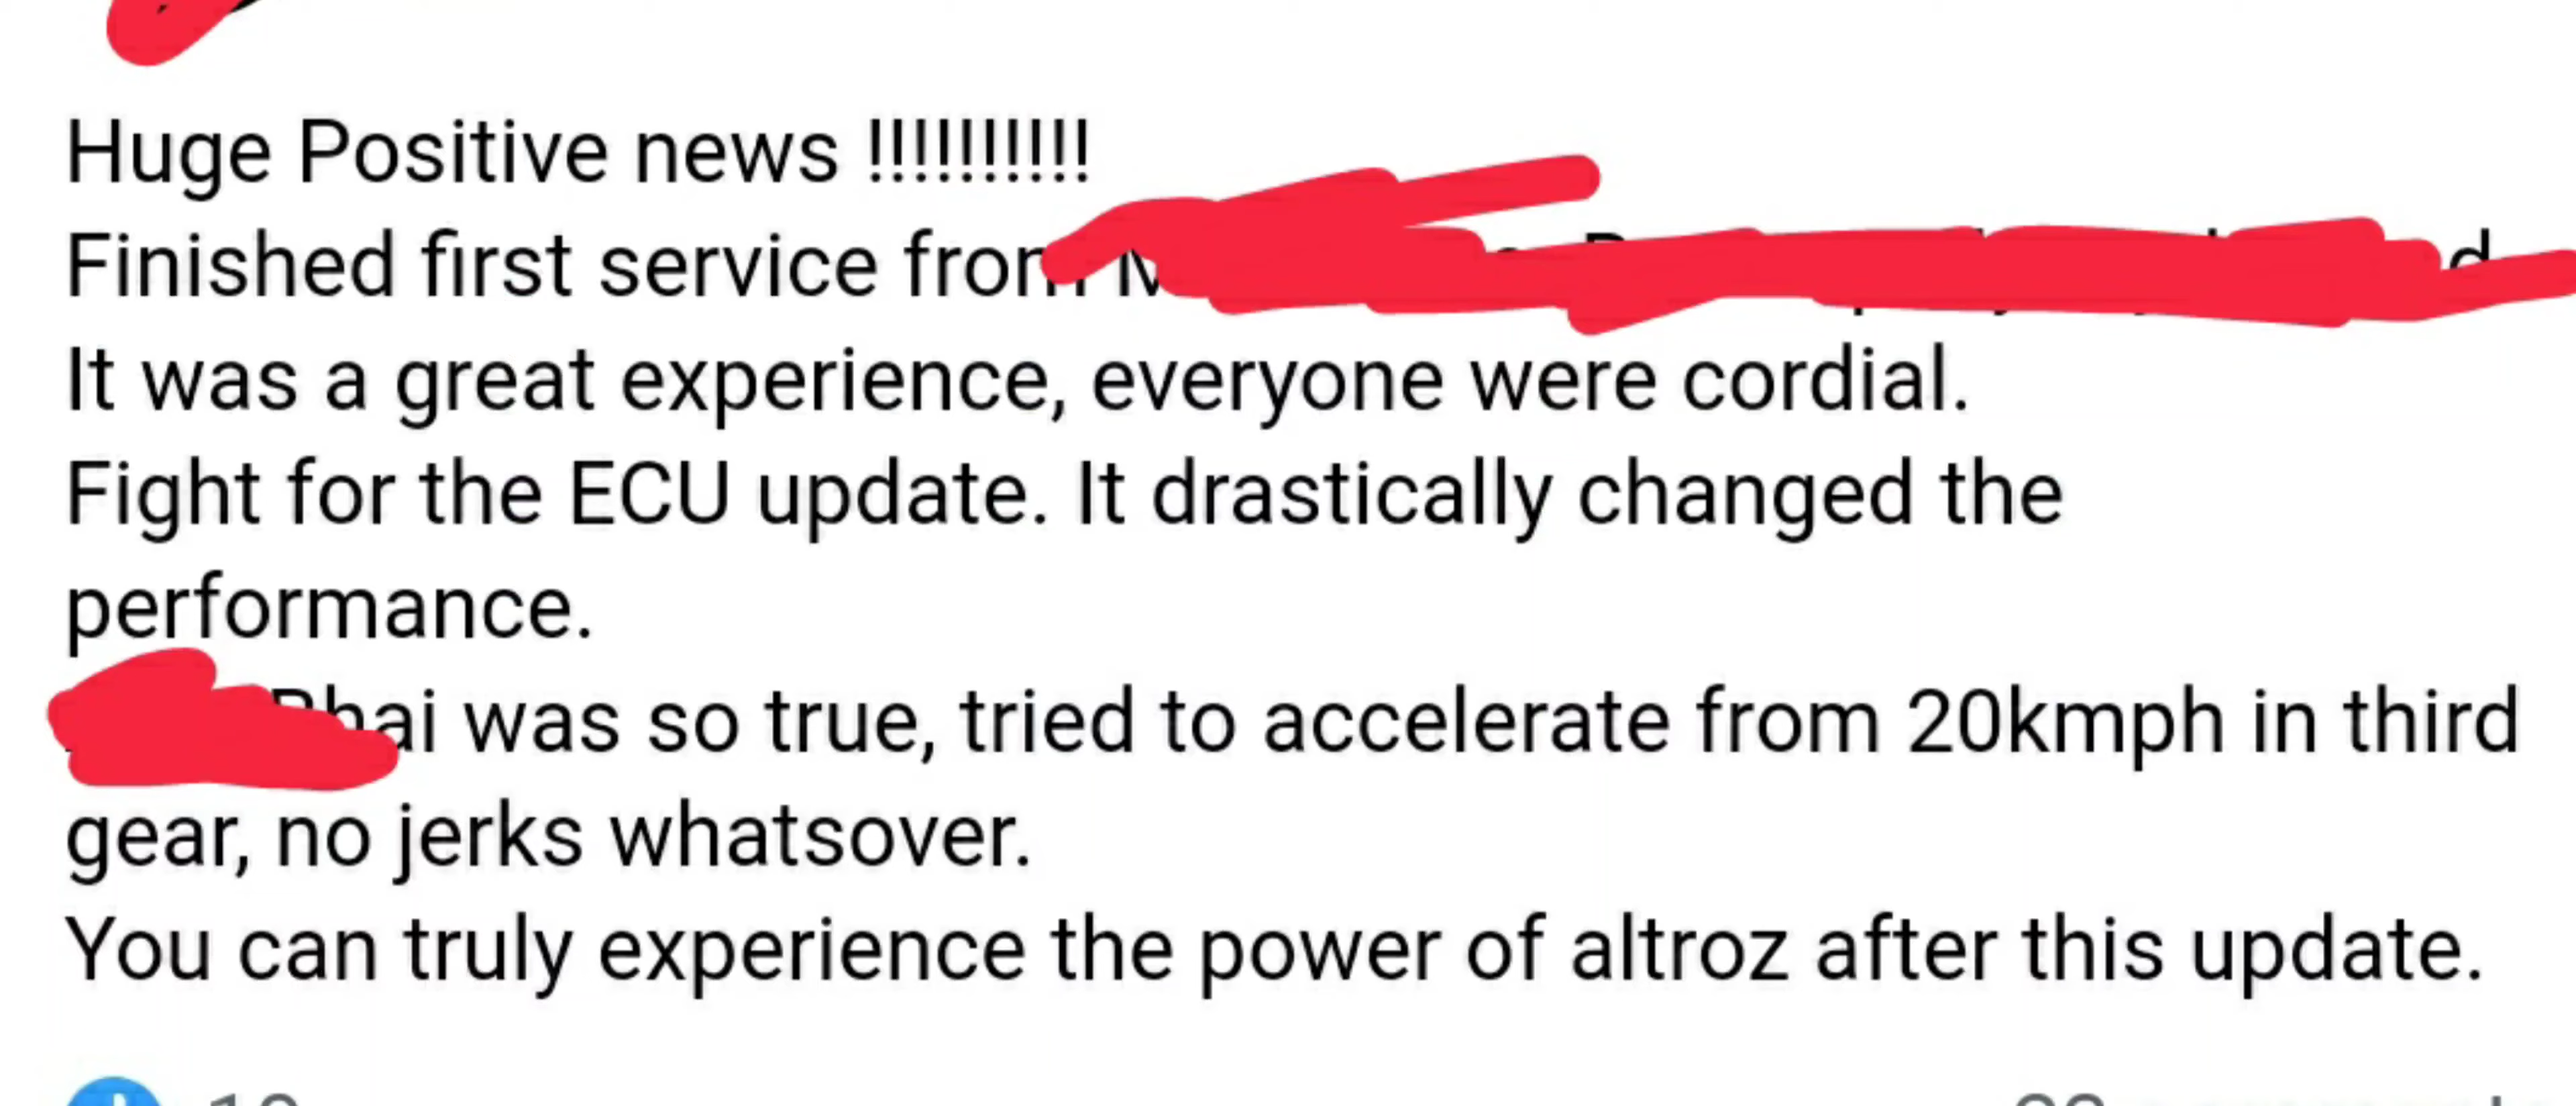 Huge Positive news !!!!!!!!!!
Finished first service from
It was a great experience, everyone were cordial.
Fight for the ECU update. It drastically changed the
performance.
Bhai was so true, tried to accelerate from 20kmph in third
gear, no jerks whatsover.
You can truly experience the power of altroz after this update.